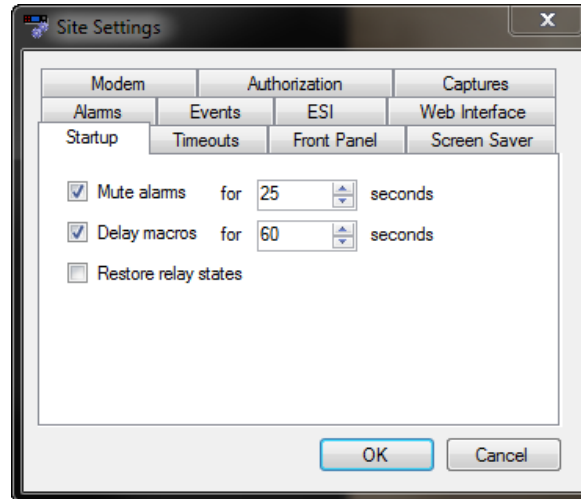 Site Settings
Modem Authorization Captures
Alarms Events ESI Web Interface
Startup Timeouts Front Panel Screen Saver
Mute alarms for 25 seconds
Delay macros for 60 seconds
Restore relay states
OK Cancel